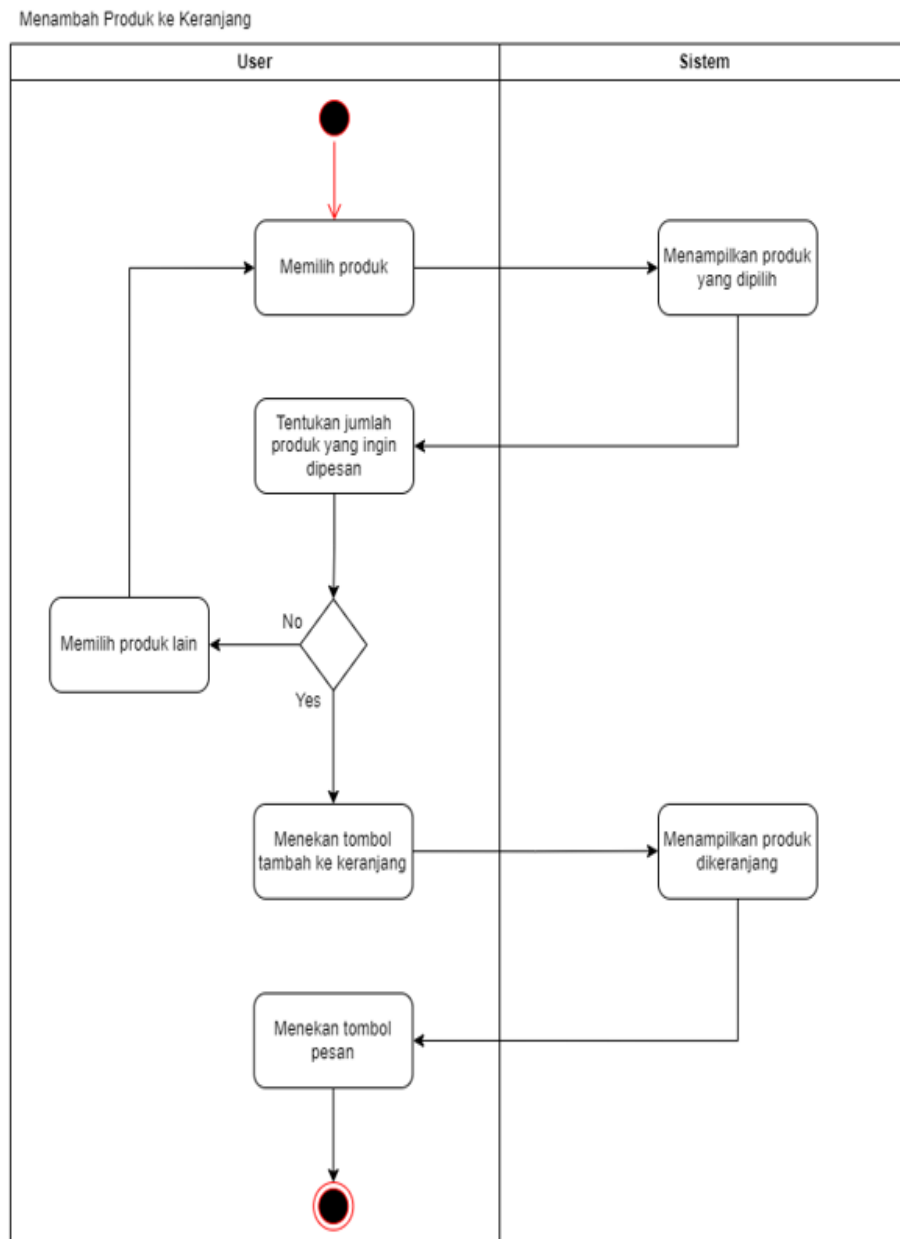 Menambah Produk ke Keranjang
User
Sistem
Memilih produk
Menampilkan produk
yang dipilih
Tentukan jumlah
produk yang ingin
dipesan
No
Memilih produk lain
Yes
Menekan tombol
tambah ke keranjang
Menampilkan produk
dikeranjang
Menekan tombol
pesan